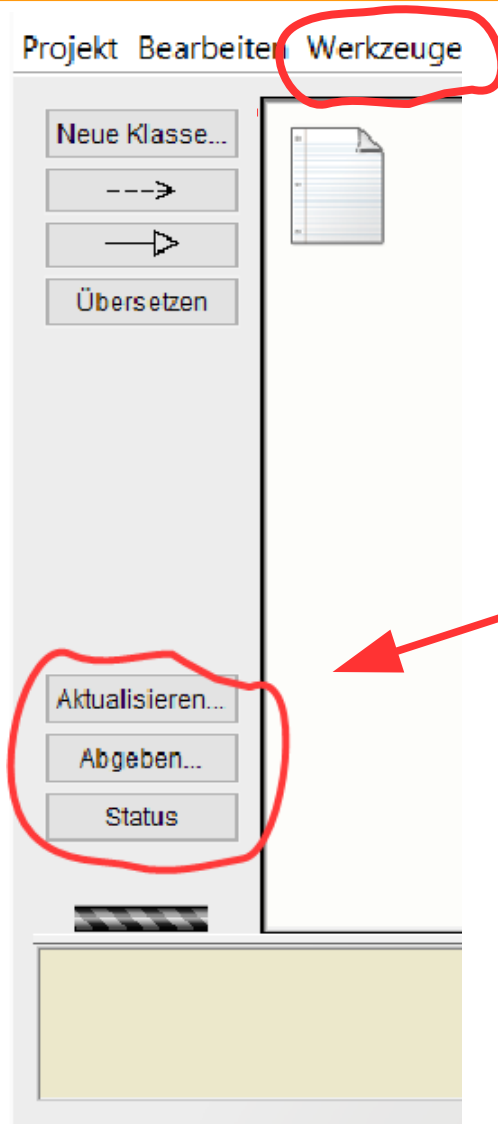 Projekt Bearbeiten Werkzeuge
Neue Klasse...
Übersetzen
Aktualisieren...
Abgeben...
Status